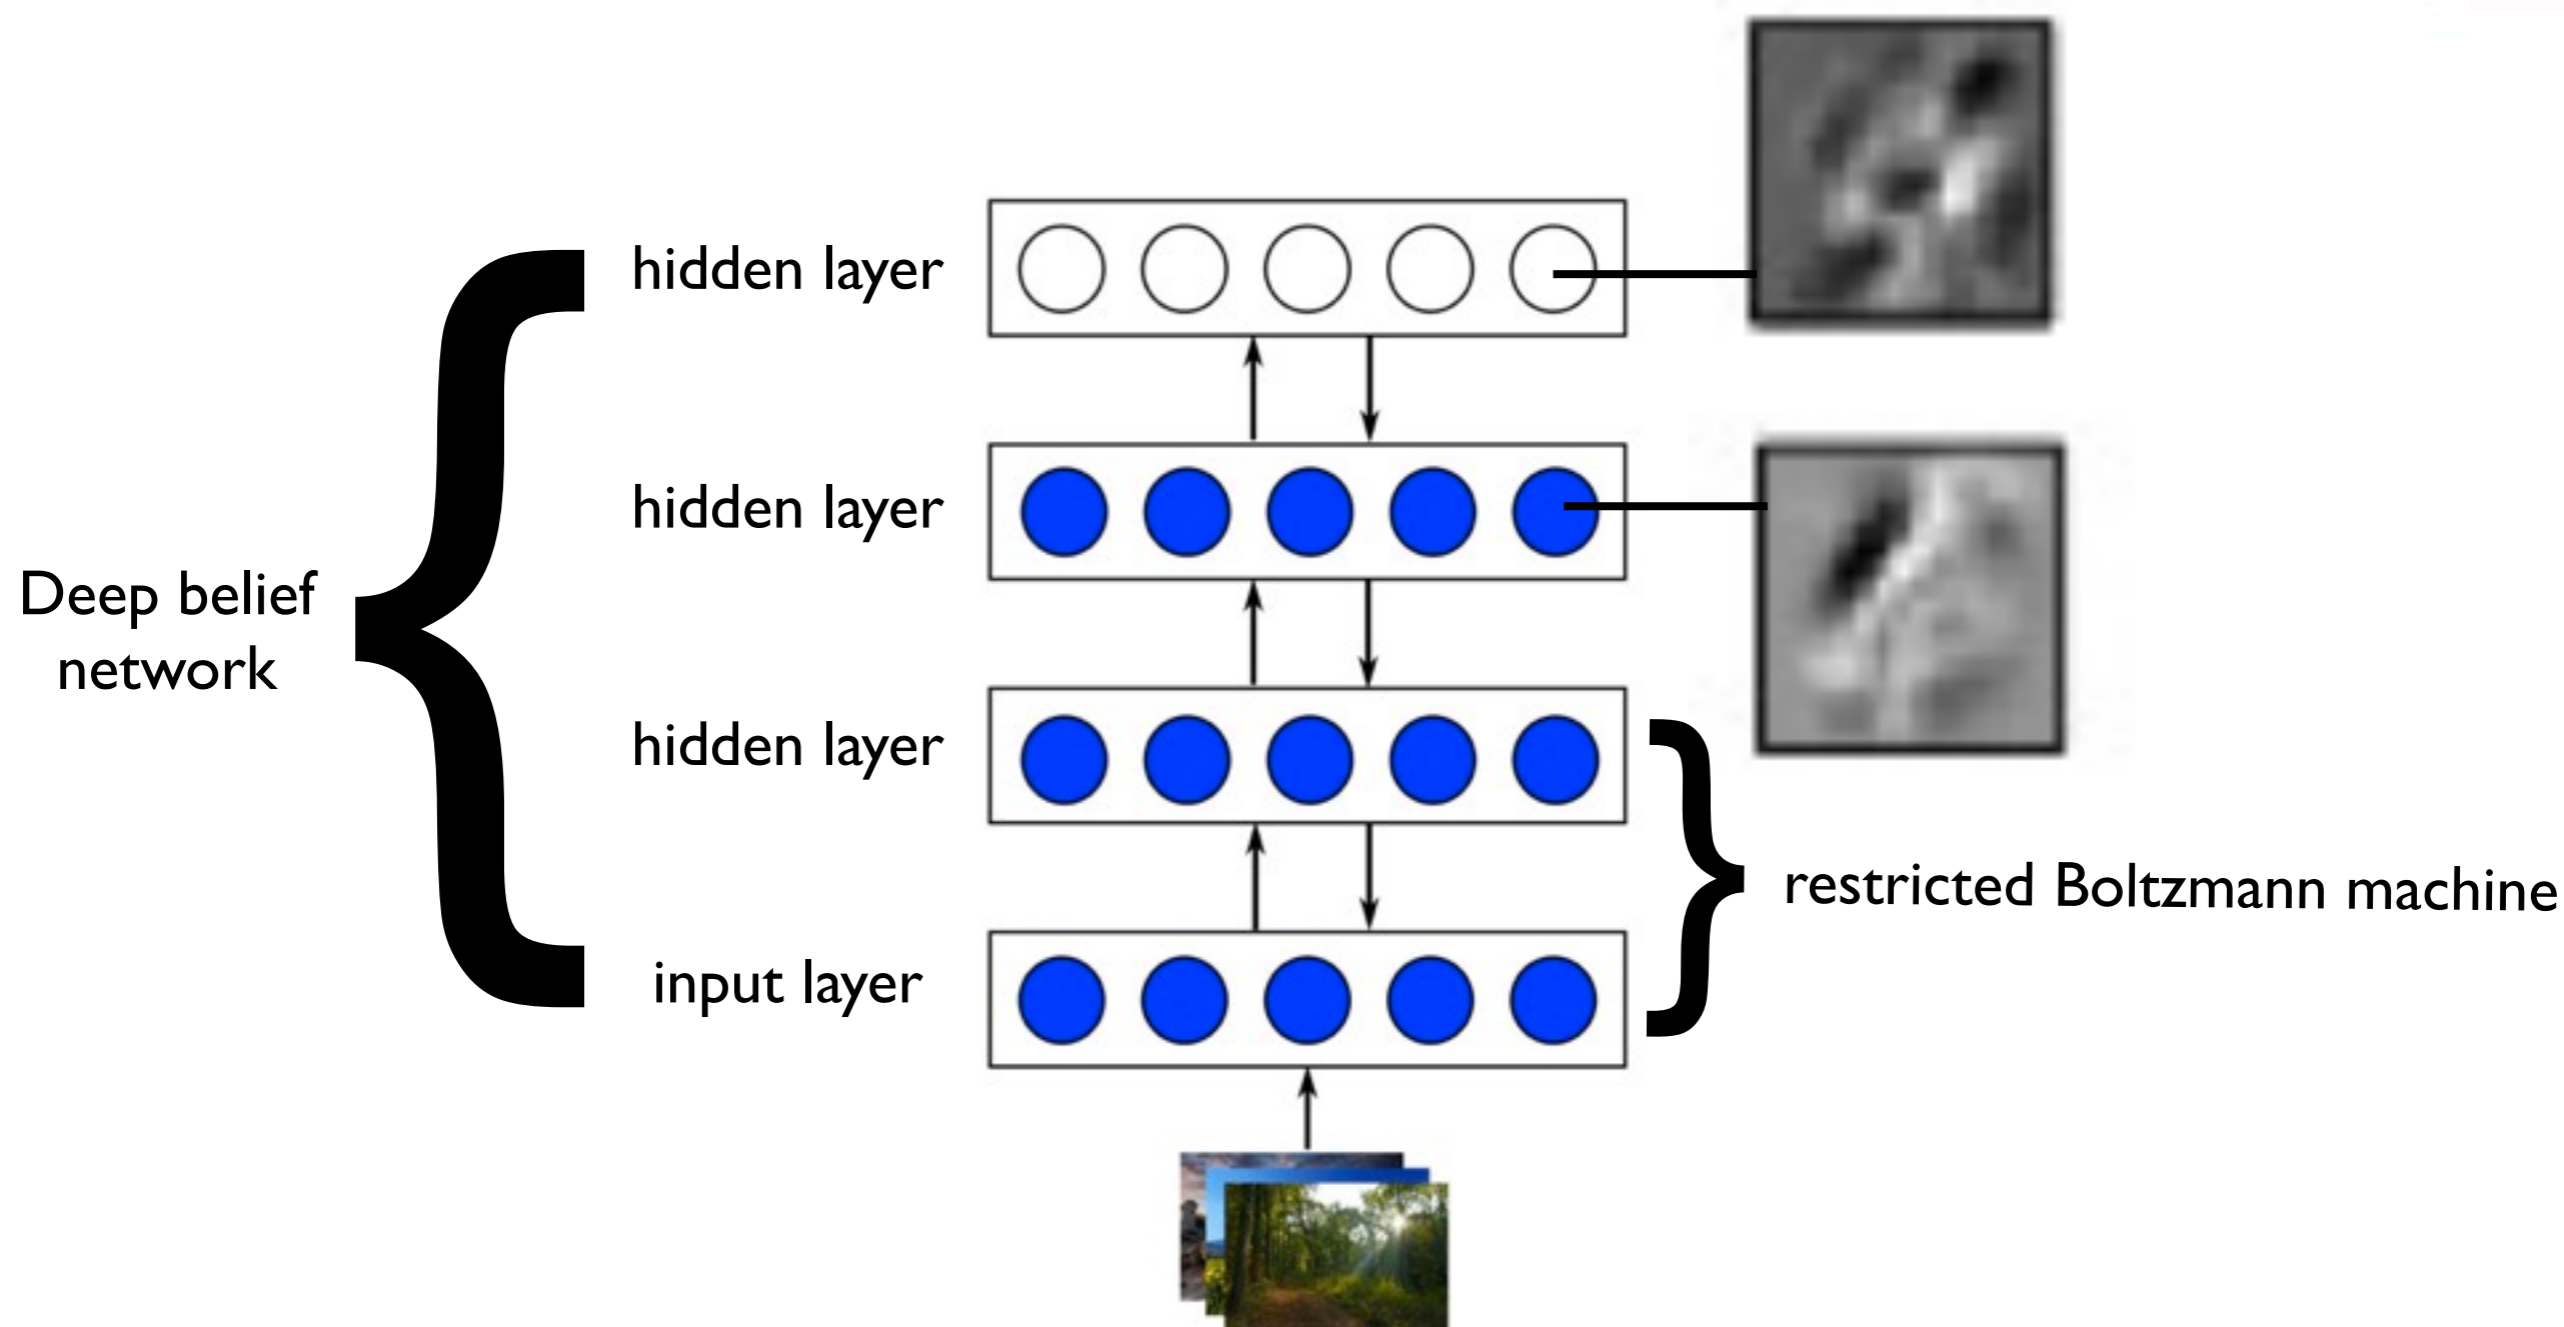 hidden layer
hidden layer
Deep belief
network
hidden layer
restricted Boltzmann machine
input layer